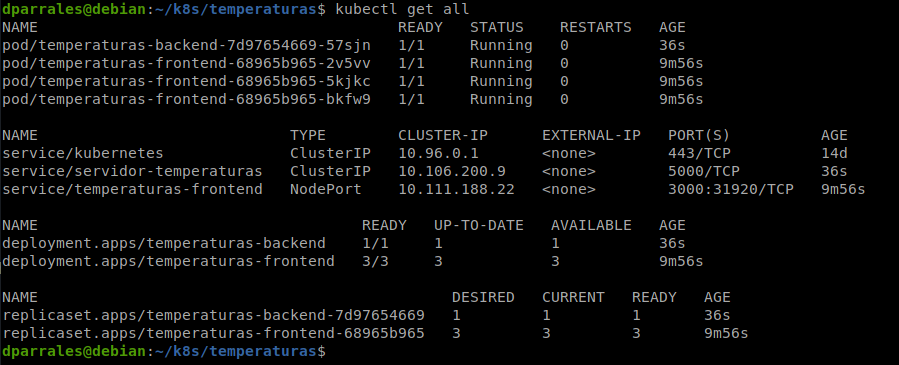 dparrales@debian:~/k8s/temperaturas$ kubectl get all
NAME READY STATUS RESTARTS AGE
pod/temperaturas-backend-7d97654669-57sjn 1/1 Running 0 36s
pod/temperaturas-frontend-68965b965-2v5vv 1/1 Running 0 9m56s
pod/temperaturas-frontend-68965b965-5kjkc 1/1 Running 0 9m56s
pod/temperaturas-frontend-68965b965-bkfw9 1/1 Running 0 9m56s
NAME TYPE CLUSTER-IP EXTERNAL-IP PORT(S) AGE
service/kubernetes ClusterIP 10.96.0.1 <none> 443/TCP 14d
service/servidor-temperaturas ClusterIP 10.106.200.9 <none> 5000/TCP 36s
service/temperaturas-frontend NodePort 10.111.188.22 <none> 3000:31920/TCP 9m56s
NAME READY UP-TO-DATE AVAILABLE AGE
deployment.apps/temperaturas-backend 1/1 1 1 36s
deployment.apps/temperaturas-frontend 3/3 3 3 9m56s
NAME DESIRED CURRENT READY AGE
replicaset.apps/temperaturas-backend-7d97654669 1 1 1 36s
replicaset.apps/temperaturas-frontend-68965b965 3 3 3 9m56s
dparrales@debian:~/k8s/temperaturas$